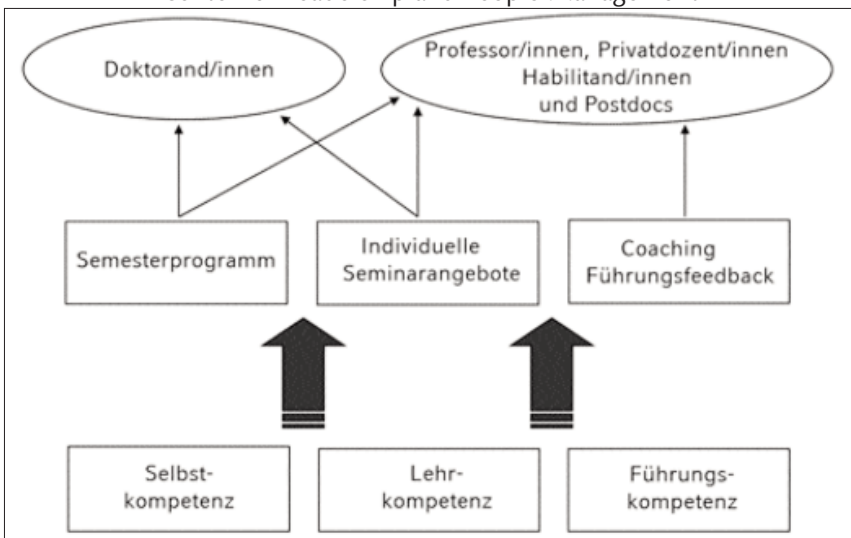 Doktorand/innen
Professor/innen, Privatdozent/innen
Habilitand/innen
und Postdocs
Semesterprogramm
Individuelle
Seminarangebote
Coaching
Führungsfeedback
Selbst-
kompetenz
Lehr-
kompetenz
Führungs-
kompetenz